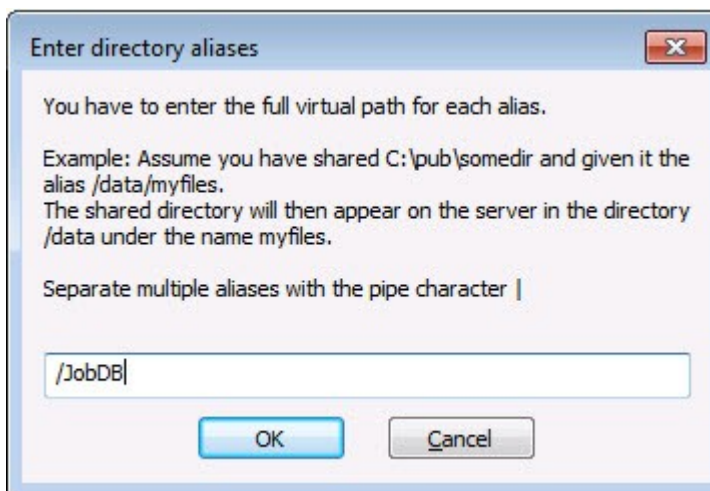 Enter directory aliases
You have to enter the full virtual path for each alias.
Example: Assume you have shared C:\pub\somedir and given it the
alias /data/myfiles.
The shared directory will then appear on the server in the directory
/data under the name myfiles.
Separate multiple aliases with the pipe character |
/JobDB
OK
Cancel